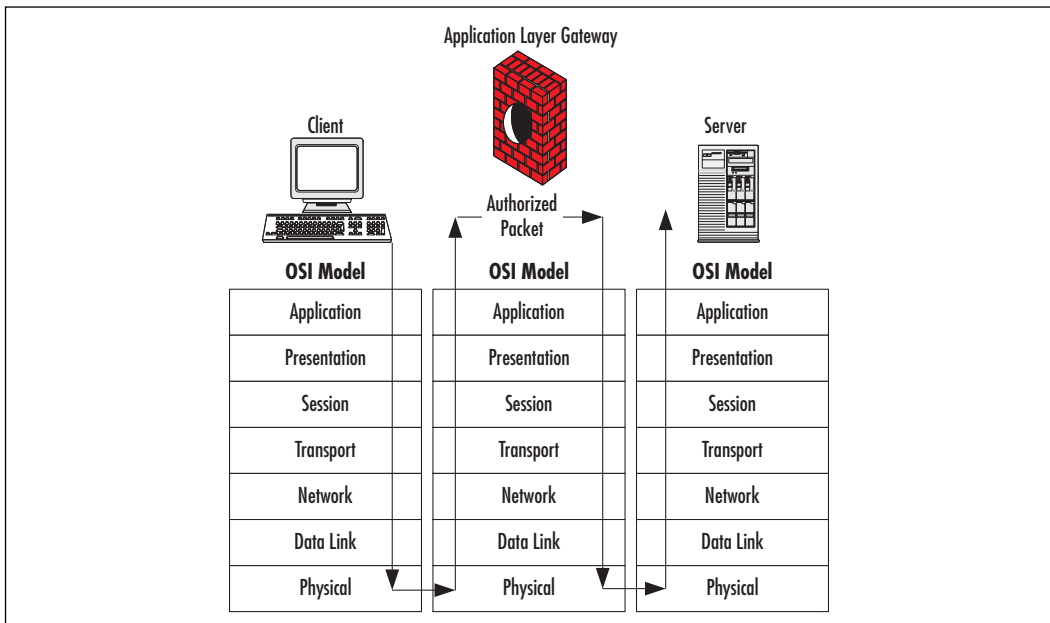 Application Layer Gateway
Client
Server
Authorized
Packet
OSI Model
OSI Model
OSI Model
Application
Application
Application
Presentation
Presentation
Presentation
Session
Session
Session
Transport
Transport
Transport
Network
Network
Network
Data Link
Data Link
Data Link
Physical
Physical
Physical